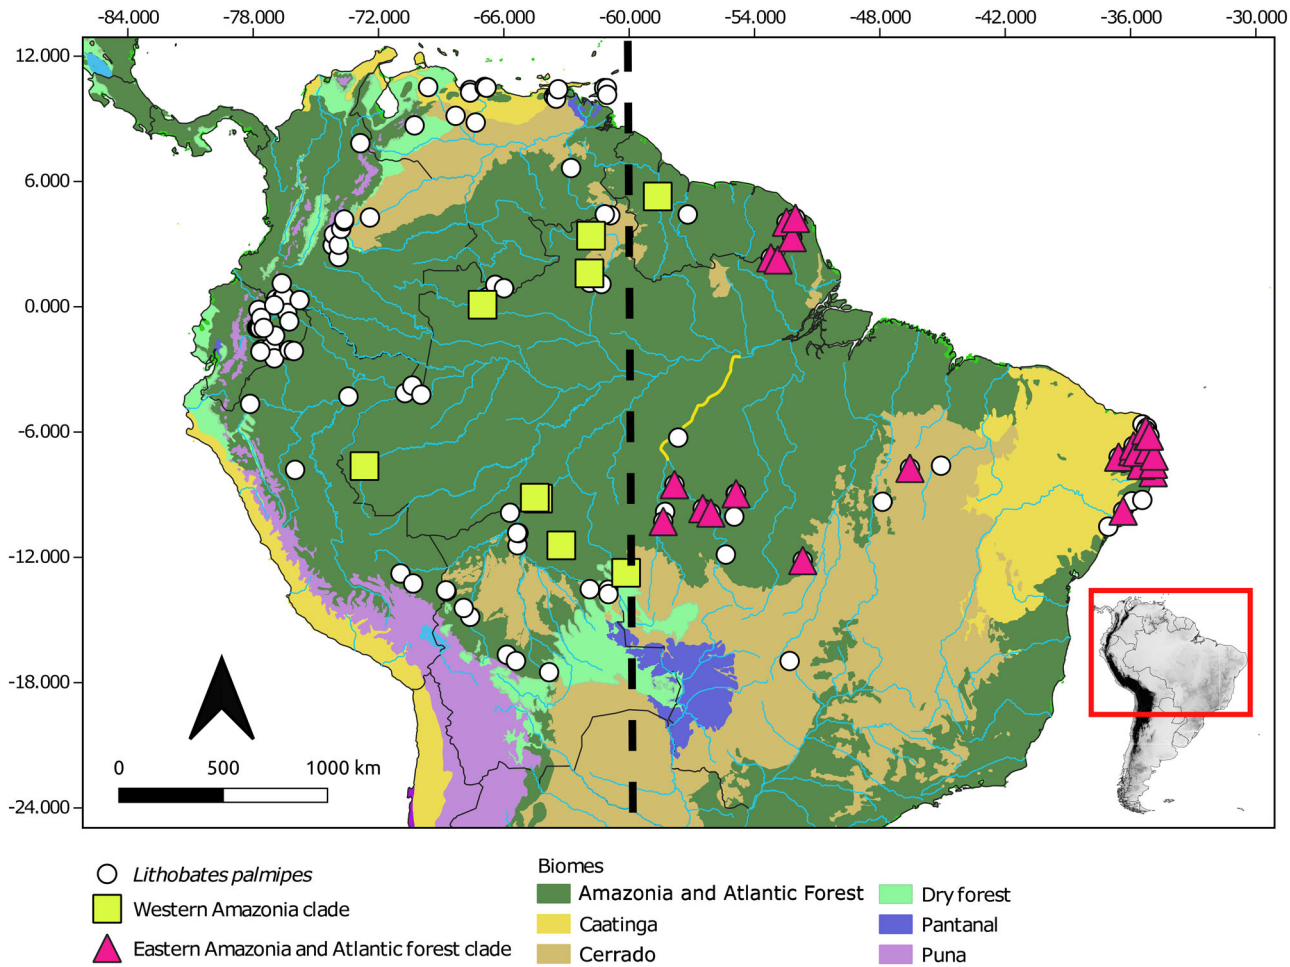 -84.000 -78.000 -72.000 -66.000 -60.000 -54.000 -48.000 -42.000 -36.000 -30.000
12.000
6.000
0.000
-6.000
-12.000
-18.000
-24.000
0 500 1000 km
Lithobates palmipes
Western Amazonia clade
Eastern Amazonia and Atlantic forest clade
Biomes
Amazonia and Atlantic Forest
Caatinga
Cerrado
Dry forest
Pantanal
Puna